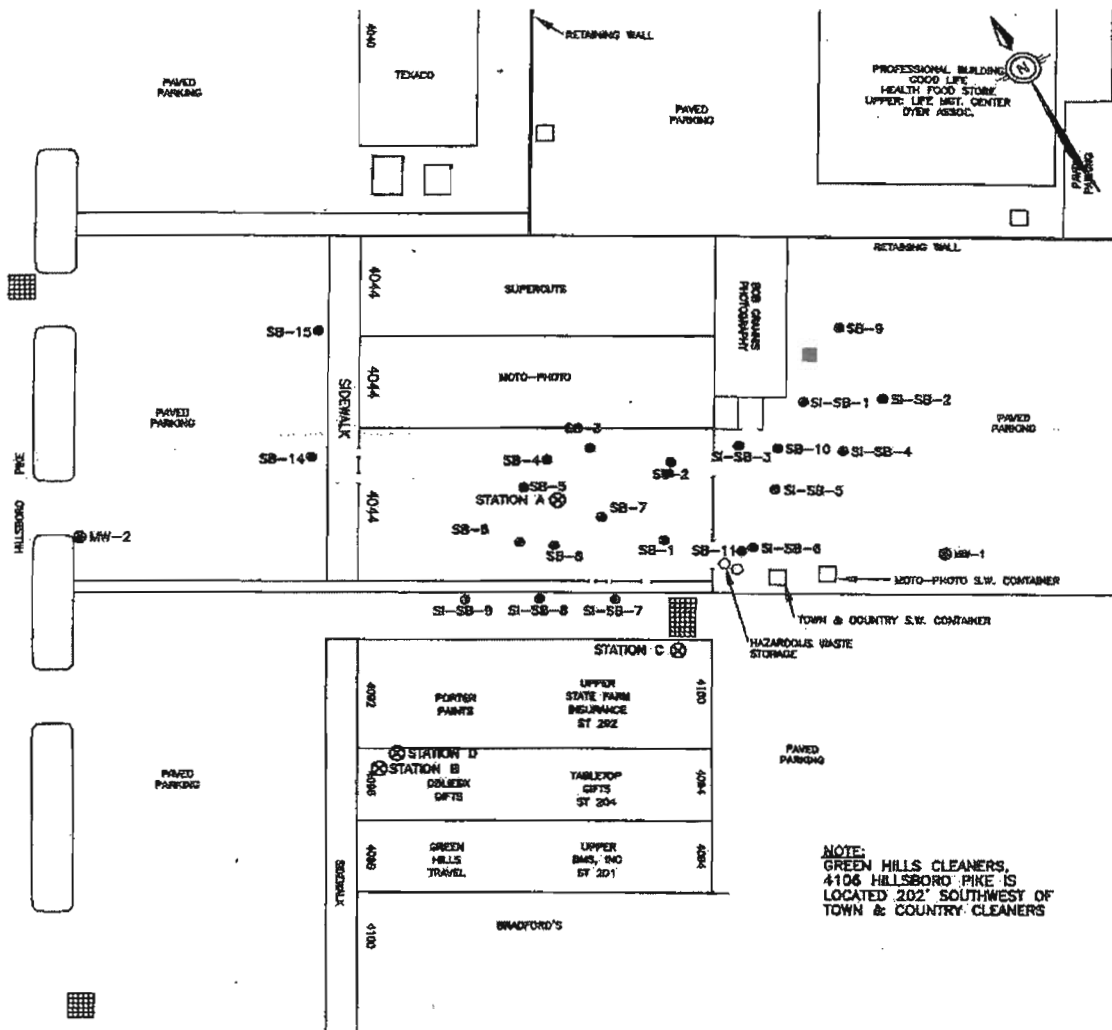 4040
RETAINING WALL
TEXACO
PAVED
PARKING
PAVED
PARKING
PROFESSIONAL BUILDING
GOOD LIFE
HEALTH FOOD STORE
UPPER: LIFE MGT. CENTER
DYER ASSOC.
N
PAVED
PARKING
RETAINING WALL
4044
SUPERCUTS
BOB GRANNIS
PHOTOGRAPHY
SB-15
SB-9
4044
MOTO-PHOTO
SIDEWALK
SI-SB-1
SI-SB-2
PAVED
PARKING
PAVED
PARKING
SB-3
SB-14
SB-4
SB-2
SI-SB-3
SB-10
SI-SB-4
PIKE
HILLSBORO
4044
SB-5
STATION A
SI-SB-5
SB-7
SB-6
SB-8
SB-1
SB-11
SI-SB-6
MW-2
MW-1
MOTO-PHOTO S.W. CONTAINER
SI-SB-9
SI-SB-8
SI-SB-7
TOWN & COUNTRY S.W. CONTAINER
HAZARDOUS WASTE
STORAGE
STATION C
4092
PORTER
PAINTS
UPPER
STATE FARM
INSURANCE
ST 202
4100
STATION D
STATION B
4096
GIFTS
TABLETOP
GIFTS
ST 204
4094
PAVED
PARKING
PAVED
PARKING
SIDEWALK
4098
GREEN
HILLS
TRAVEL
UPPER
BMS, INC
ST 201
4094
4100
BRADFORD'S
NOTE:
GREEN HILLS CLEANERS,
4106 HILLSBORO PIKE IS
LOCATED 202' SOUTHWEST OF
TOWN & COUNTRY CLEANERS